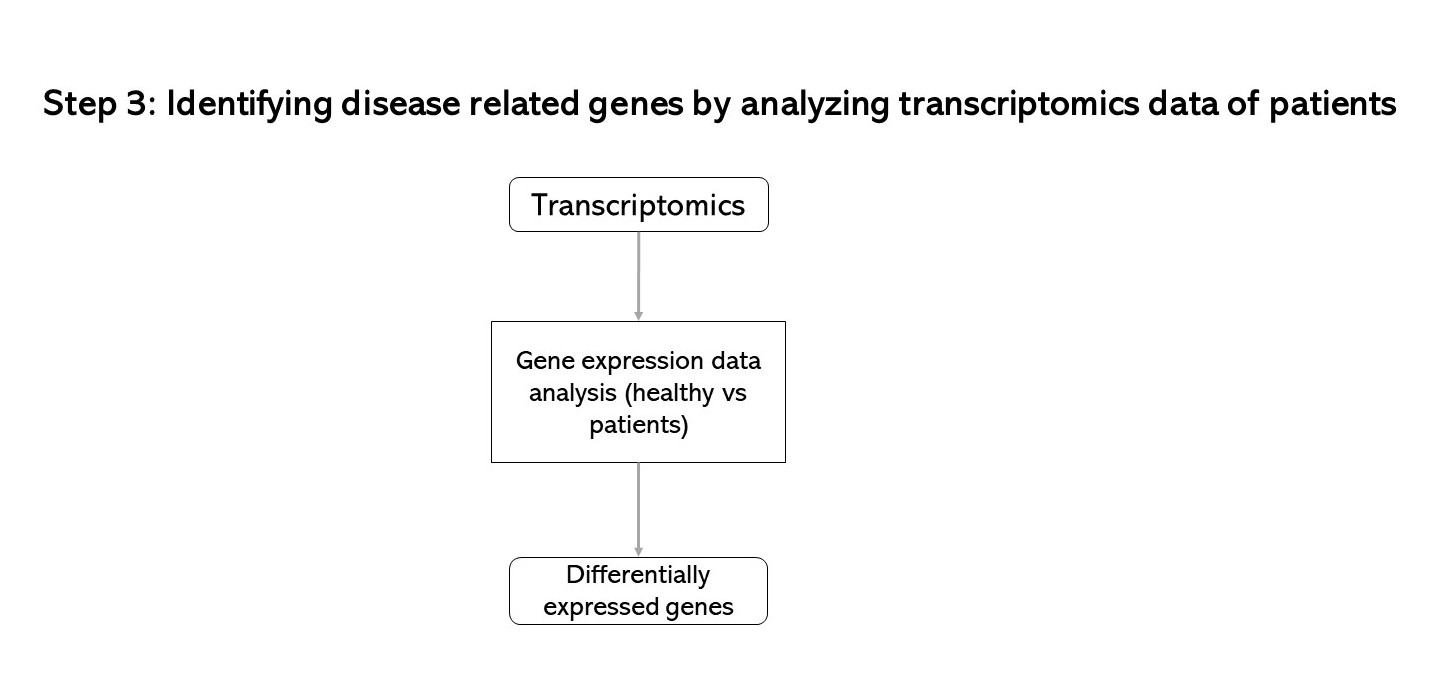 Step 3: Identifying disease related genes by analyzing transcriptomics data of patients
Transcriptomics
Gene expression data
analysis (healthy vs
patients)
Differentially
expressed genes